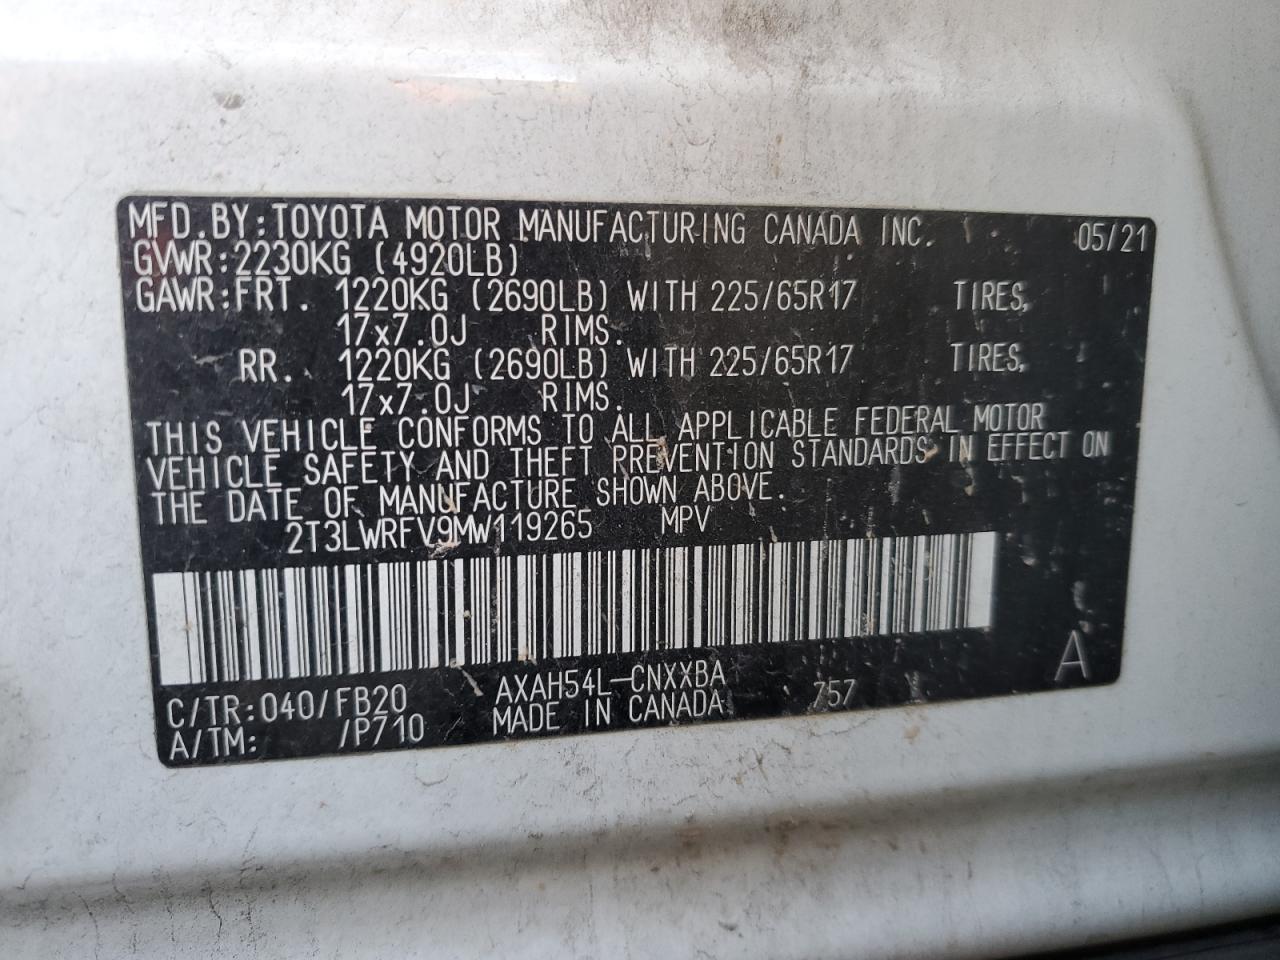 MFD.BY:TOYOTA MOTOR MANUFACTURING CANADA INC. 05/21
GVWR:2230KG (4920LB)
GAWR:FRT. 1220KG (2690LB) WITH 225/65R17 TIRES,
17x7.0J RIMS.
RR. 1220KG (2690LB) WITH 225/65R17 TIRES,
17x7.0J RIMS.
THIS VEHICLE CONFORMS TO ALL APPLICABLE FEDERAL MOTOR
VEHICLE SAFETY AND THEFT PREVENTION STANDARDS IN EFFECT ON
THE DATE OF MANUFACTURE SHOWN ABOVE.
2T3LWRFV9MW119265 MPV
C/TR:040/FB20 AXAH54L-CNXXBA A
A/TM: /P710 MADE IN CANADA 757